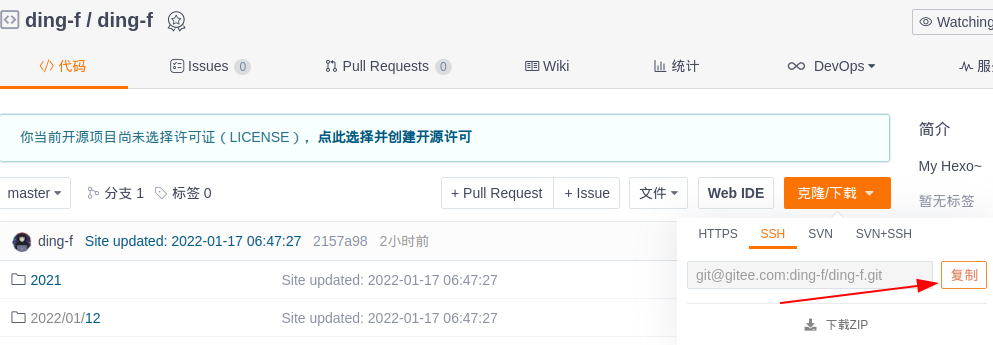 ding-f / ding-f
Watching
代码 Issues 0 Pull Requests 0 Wiki 统计 DevOps
你当前开源项目尚未选择许可证（LICENSE），点此选择并创建开源许可
简介
My Hexo~
暂无标签
master 分支 1 标签 0 + Pull Request + Issue 文件 Web IDE 克隆/下载
HTTPS SSH SVN SVN+SSH
git@gitee.com:ding-f/ding-f.git 复制
下载ZIP
ding-f Site updated: 2022-01-17 06:47:27 2157a98 2小时前
2021 Site updated: 2022-01-17 06:47:27
2022/01/12 Site updated: 2022-01-17 06:47:27